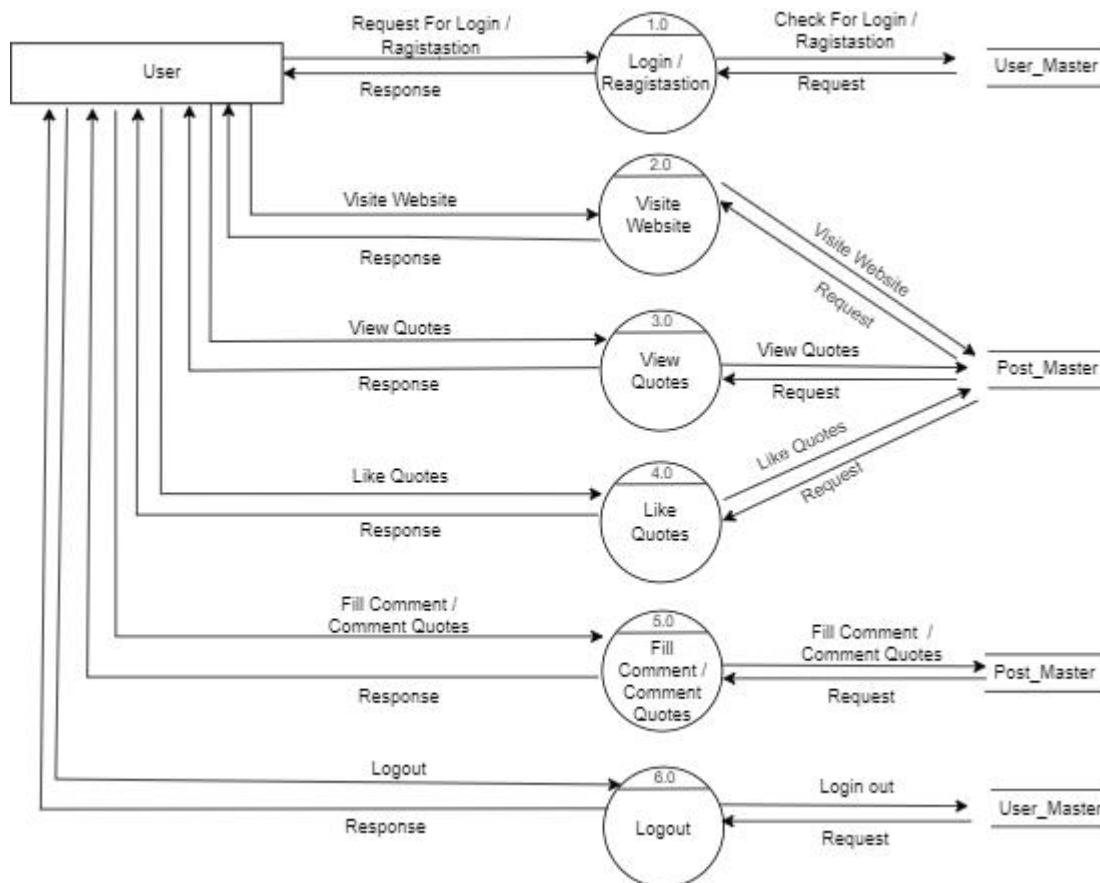 Request For Login /
Ragistastion
1.0
Check For Login /
Ragistastion
User
Login /
Reagistastion
User_Master
Response
Request
2.0
Visite Website
Visite
Website
Response
Visite Website
Request
3.0
View Quotes
View
Quotes
View Quotes
Post_Master
Response
Request
Like Quotes
4.0
Like Quotes
Like
Quotes
Request
Response
Fill Comment /
Comment Quotes
5.0
Fill
Comment /
Comment
Quotes
Fill Comment /
Comment Quotes
Post_Master
Response
Request
Logout
6.0
Login out
Logout
User_Master
Response
Request